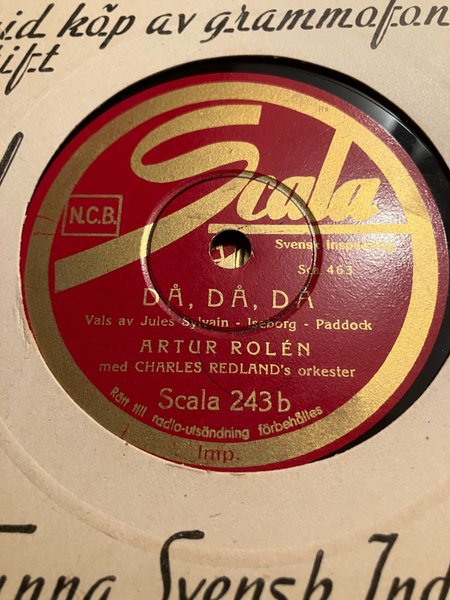 vid köp av grammofon
ift
Scala
N.C.B.
Svensk inspelning
Sca 463
DÅ, DÅ, DÅ
Vals av Jules Sylvain - Iseborg - Paddock
ARTUR ROLÉN
med CHARLES REDLAND's orkester
Scala 243 b
Rätt till radio-utsändning förbehålles
Imp.
Svensk Ind